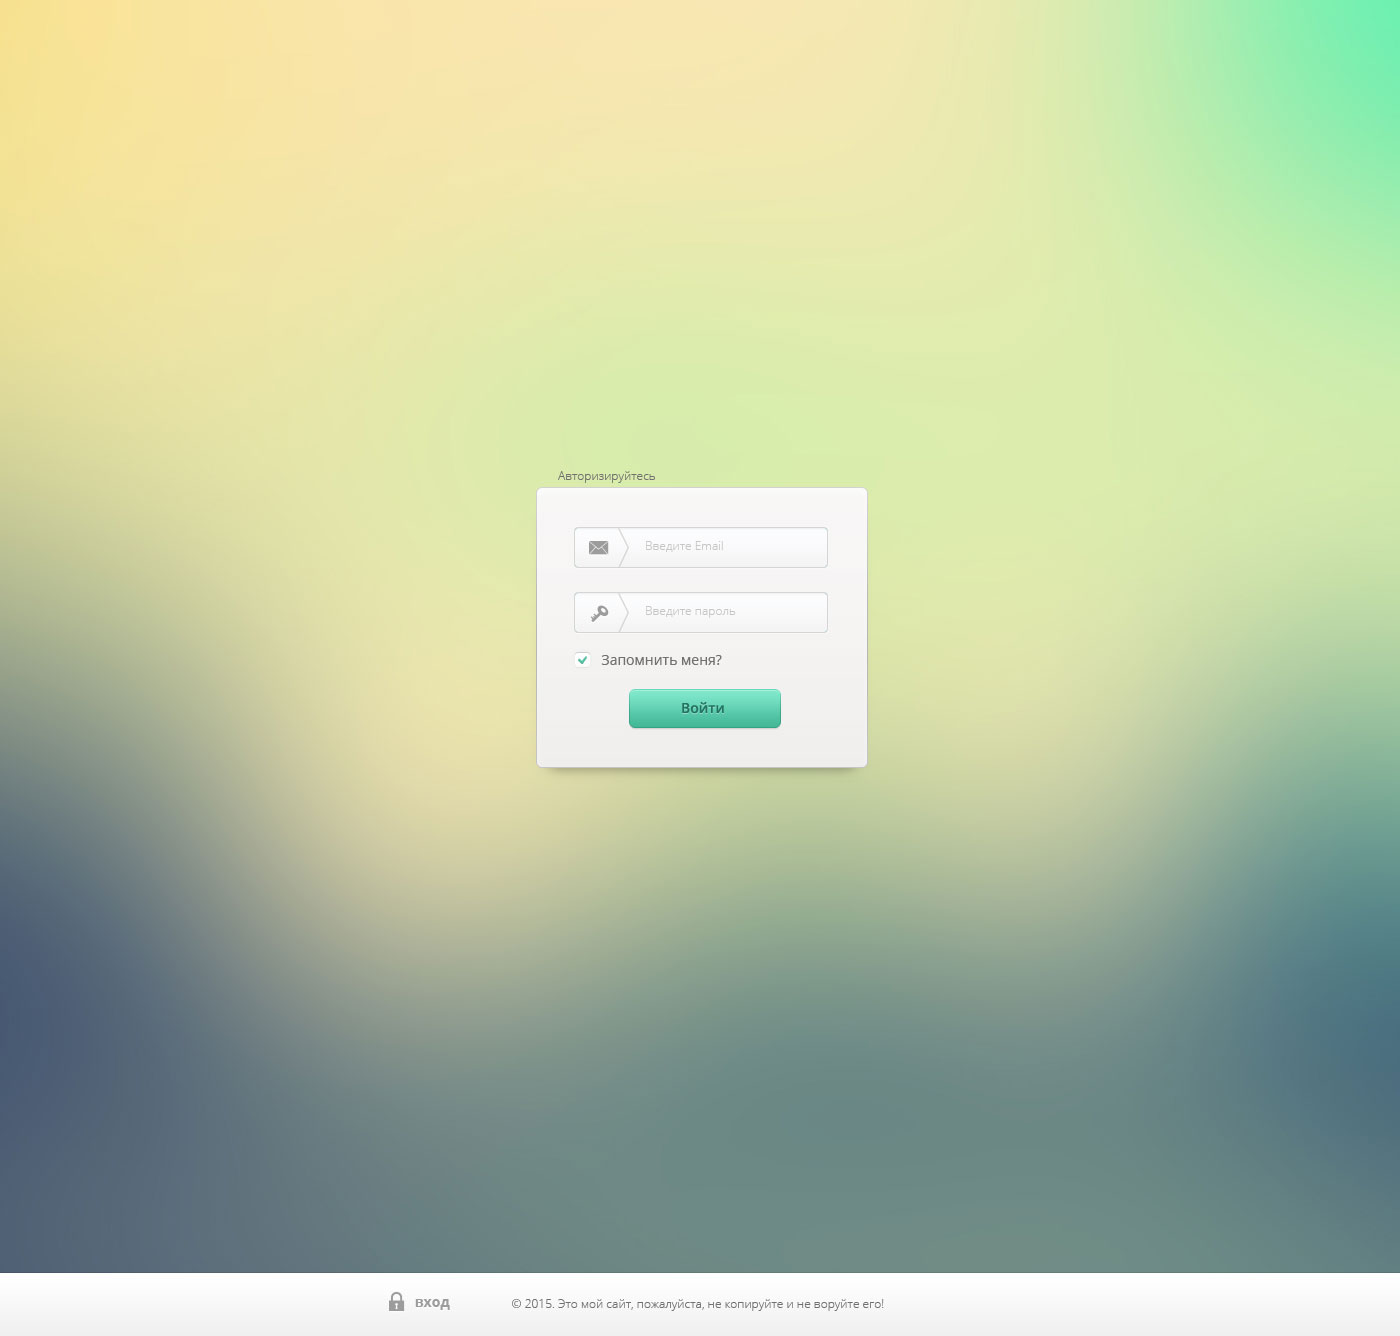 Авторизируйтесь
Введите Email
Введите пароль
Запомнить меня?
Войти
вход
© 2015. Это мой сайт, пожалуйста, не копируйте и не воруйте его!